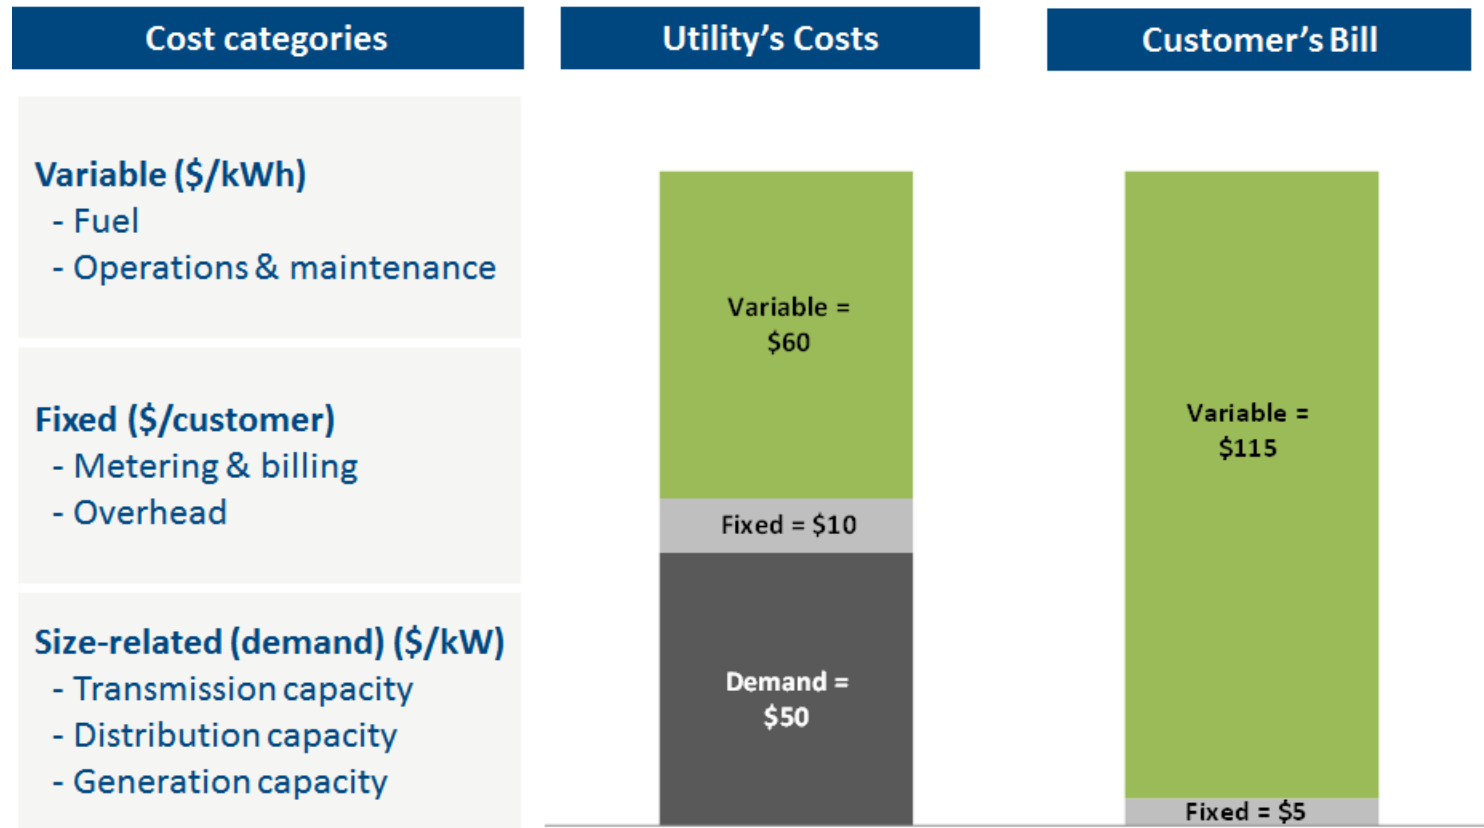 Cost categories
Utility's Costs
Customer's Bill
Variable ($/kWh)
- Fuel
- Operations & maintenance
Fixed ($/customer)
- Metering & billing
- Overhead
Size-related (demand) ($/kW)
- Transmission capacity
- Distribution capacity
- Generation capacity
Variable =
$60
Fixed = $10
Demand =
$50
Variable =
$115
Fixed = $5